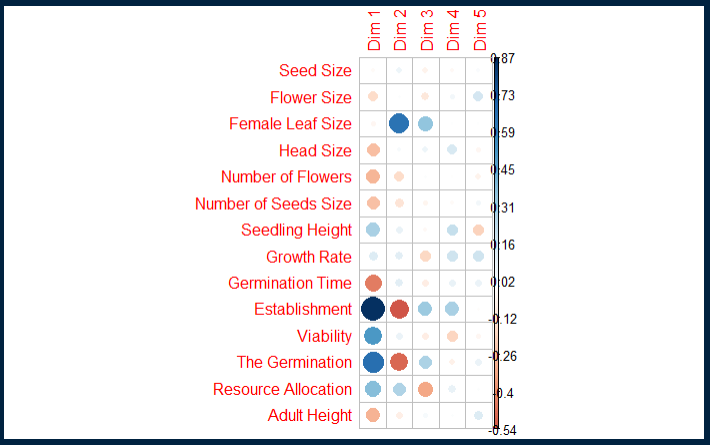 Dim 1
Dim 2
Dim 3
Dim 4
Dim 5
Seed Size
Flower Size
Female Leaf Size
Head Size
Number of Flowers
Number of Seeds Size
Seedling Height
Growth Rate
Germination Time
Establishment
Viability
The Germination
Resource Allocation
Adult Height
0.87
0.73
0.59
0.45
0.31
0.16
0.02
-0.12
-0.26
-0.4
-0.54